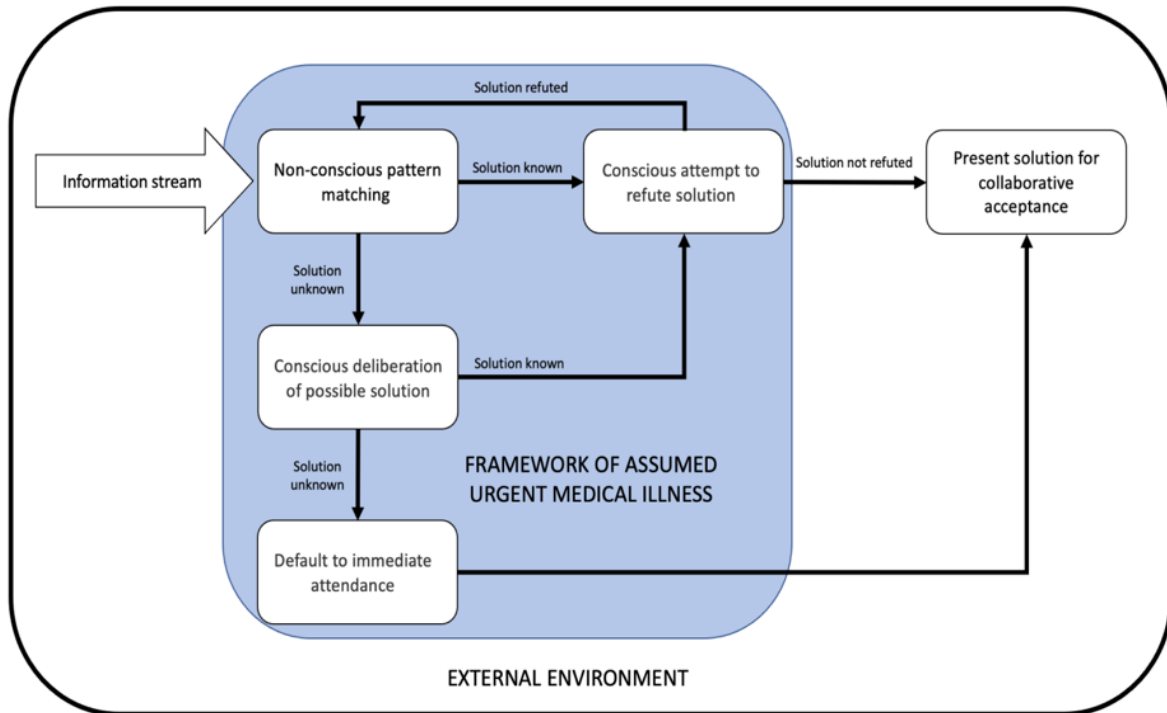 Solution refuted
Information stream
Non-conscious pattern
matching
Solution known
Conscious attempt to
refute solution
Solution not refuted
Present solution for
collaborative
acceptance
Solution
unknown
Conscious deliberation
of possible solution
Solution known
Solution
unknown
FRAMEWORK OF ASSUMED
URGENT MEDICAL ILLNESS
Default to immediate
attendance
EXTERNAL ENVIRONMENT